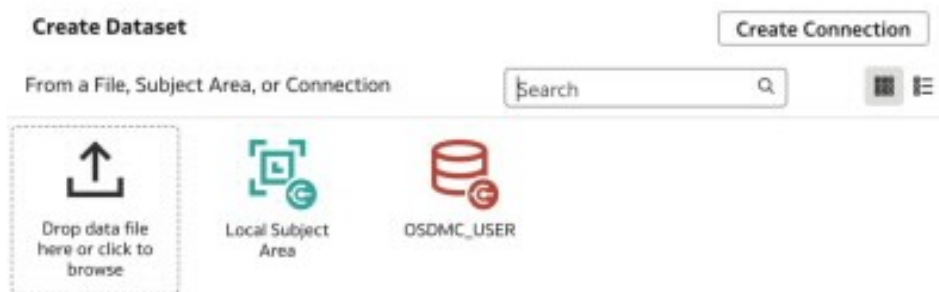 Create Dataset
Create Connection
From a File, Subject Area, or Connection
Search
Drop data file
here or click to
browse
Local Subject
Area
OSDMC_USER